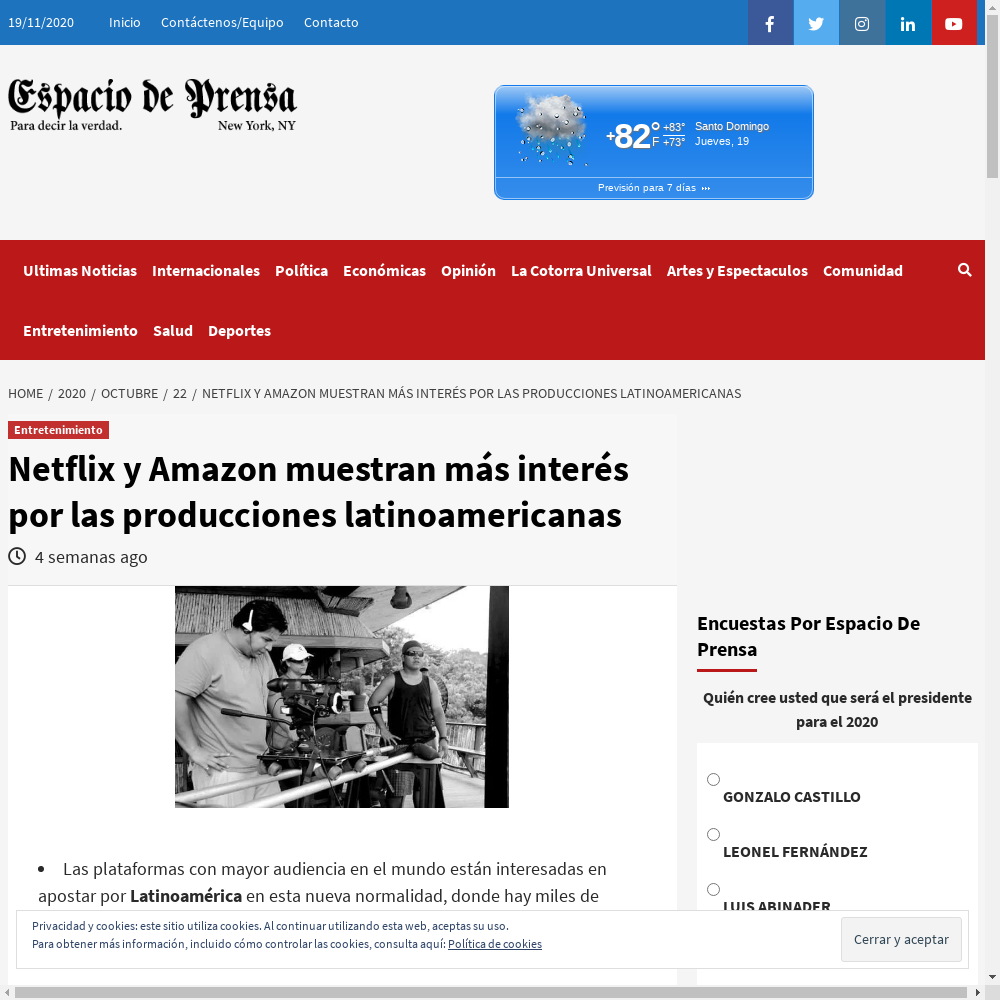 19/11/2020
Inicio
Contáctenos/Equipo
Contacto
Espacio de Prensa
Para decir la verdad.
New York, NY
+82°
F
+83°
+73°
Santo Domingo
Jueves, 19
Previsión para 7 días
Ultimas Noticias
Internacionales
Política
Económicas
Opinión
La Cotorra Universal
Artes y Espectaculos
Comunidad
Entretenimiento
Salud
Deportes
HOME / 2020 / OCTUBRE / 22 / NETFLIX Y AMAZON MUESTRAN MÁS INTERÉS POR LAS PRODUCCIONES LATINOAMERICANAS
Entretenimiento
Netflix y Amazon muestran más interés
por las producciones latinoamericanas
4 semanas ago
• Las plataformas con mayor audiencia en el mundo están interesadas en
apostar por Latinoamérica en esta nueva normalidad, donde hay miles de
Encuestas Por Espacio De
Prensa
Quién cree usted que será el presidente
para el 2020
GONZALO CASTILLO
LEONEL FERNÁNDEZ
LUIS ABINADER
Privacidad y cookies: este sitio utiliza cookies. Al continuar utilizando esta web, aceptas su uso.
Para obtener más información, incluido cómo controlar las cookies, consulta aquí: Política de cookies
Cerrar y aceptar